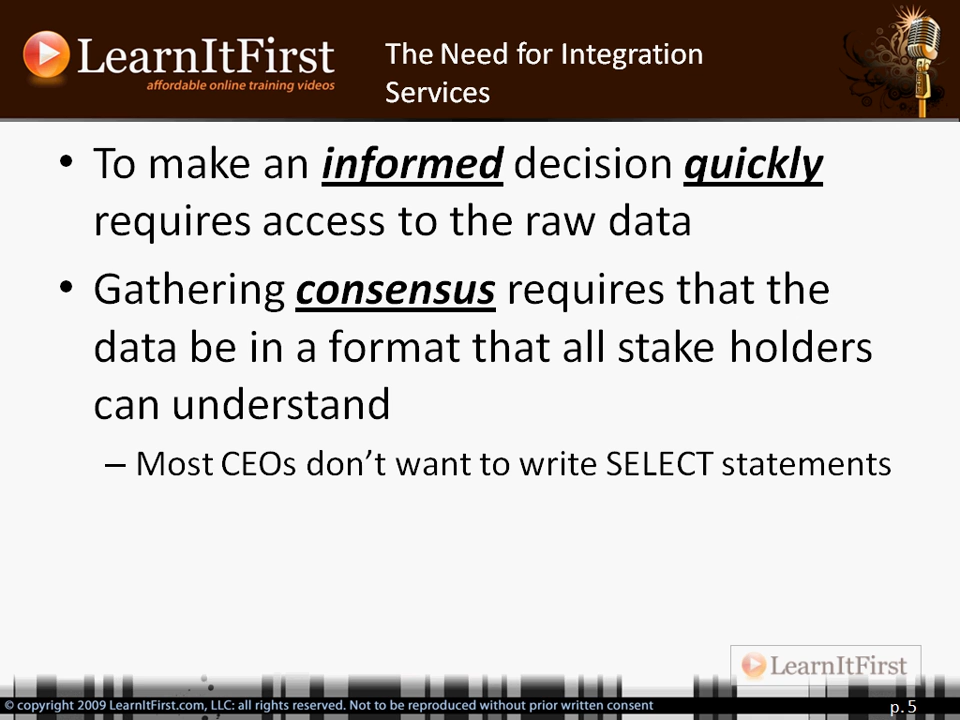 LearnItFirst
affordable online training videos
The Need for Integration
Services
• To make an informed decision quickly
requires access to the raw data
• Gathering consensus requires that the
data be in a format that all stake holders
can understand
– Most CEOs don’t want to write SELECT statements
LearnItFirst
© copyright 2009 LearnItFirst.com, LLC: all rights reserved. Not to be reproduced without prior written consent
p. 5